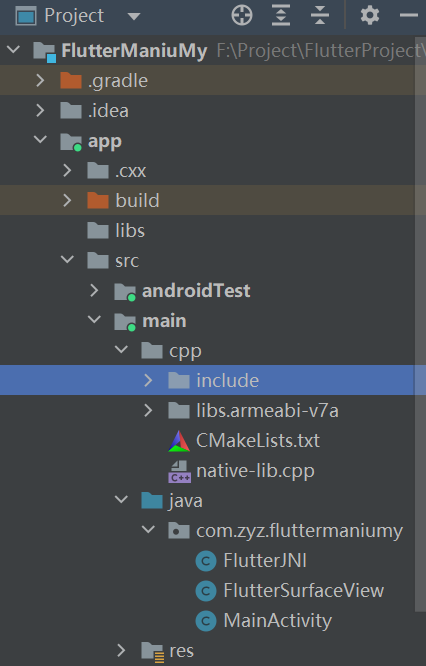 Project
FlutterManiuMy F:\Project\FlutterProject\
.gradle
.idea
app
.cxx
build
libs
src
androidTest
main
cpp
include
libs.armeabi-v7a
CMakeLists.txt
C++ native-lib.cpp
java
com.zyz.fluttermaniumy
C FlutterJNI
C FlutterSurfaceView
C MainActivity
res